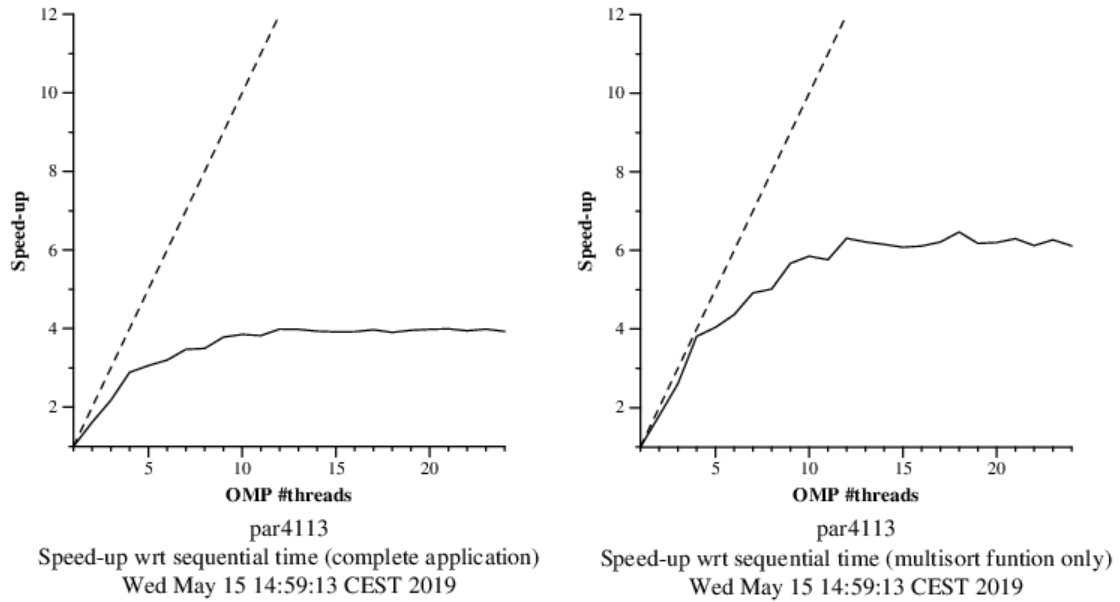 12
10
8
6
4
2
Speed-up
5
10
15
20
OMP #threads
par4113
Speed-up wrt sequential time (complete application)
Wed May 15 14:59:13 CEST 2019
12
10
8
6
4
2
Speed-up
5
10
15
20
OMP #threads
par4113
Speed-up wrt sequential time (multisort funtion only)
Wed May 15 14:59:13 CEST 2019